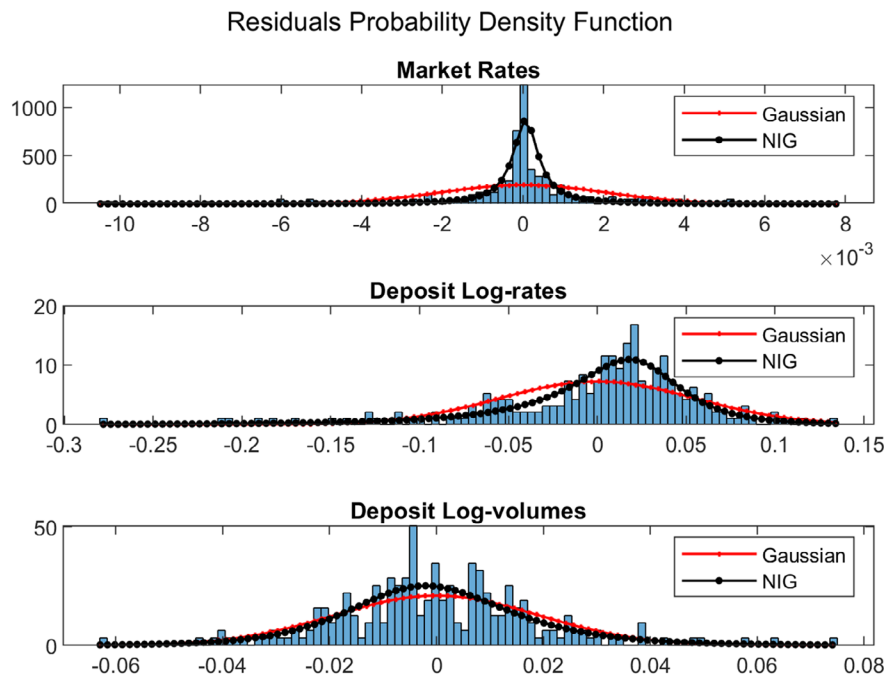 Residuals Probability Density Function
Market Rates
1000
500
0
Gaussian
NIG
-10 -8 -6 -4 -2 0 2 4 6 8
×10-3
Deposit Log-rates
20
10
0
Gaussian
NIG
-0.3 -0.25 -0.2 -0.15 -0.1 -0.05 0 0.05 0.1 0.15
Deposit Log-volumes
50
0
Gaussian
NIG
-0.06 -0.04 -0.02 0 0.02 0.04 0.06 0.08